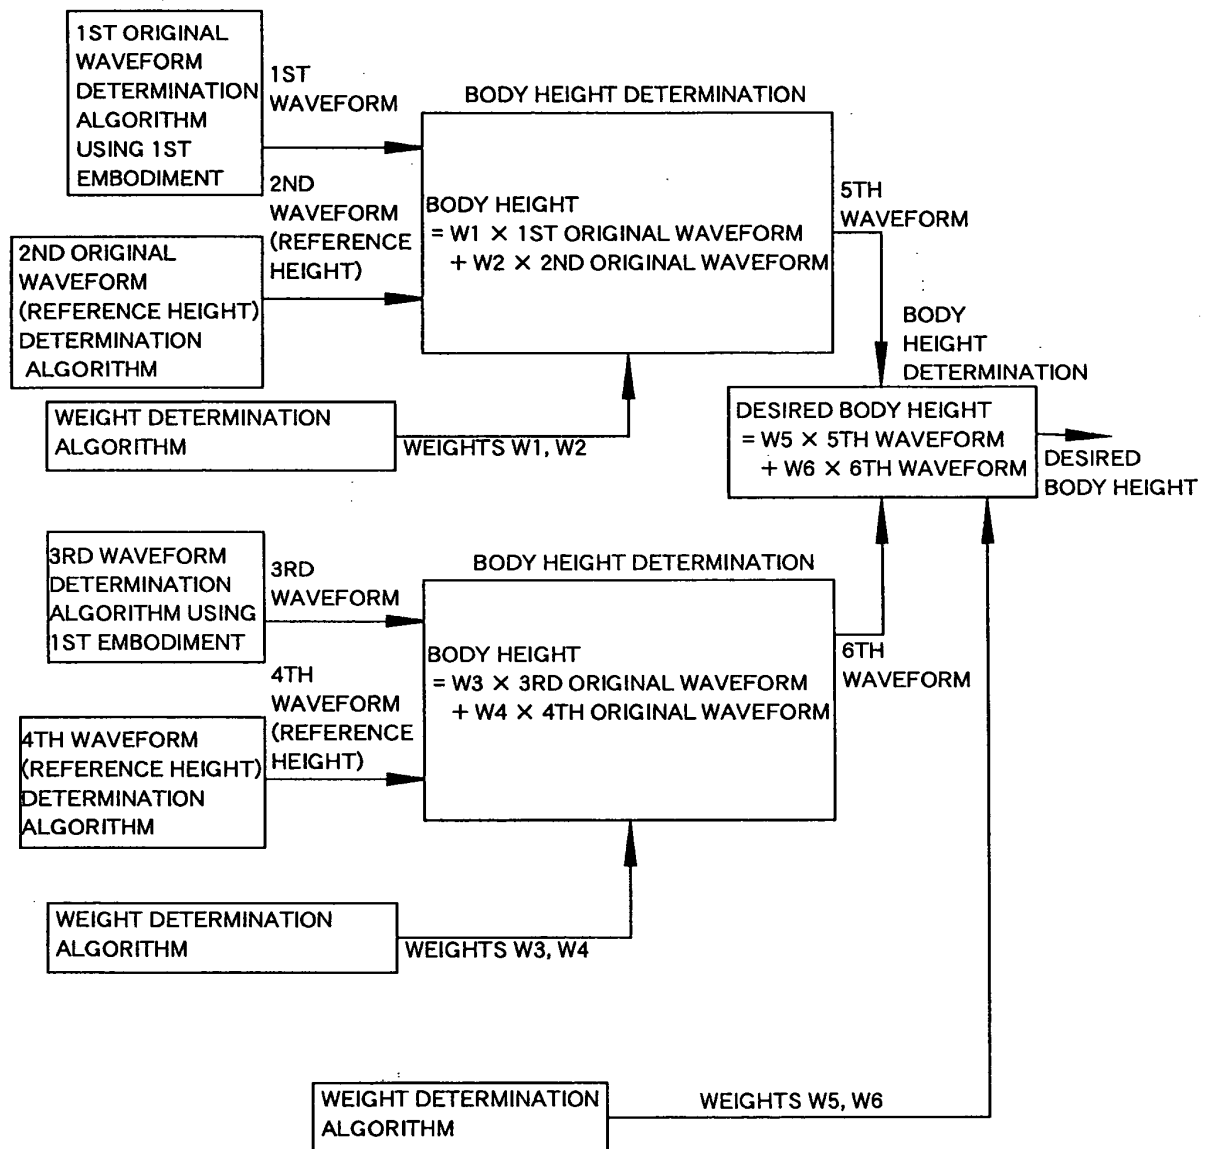 1ST ORIGINAL
WAVEFORM
DETERMINATION
ALGORITHM
USING 1ST
EMBODIMENT
1ST
WAVEFORM
2ND
WAVEFORM
(REFERENCE
HEIGHT)
2ND ORIGINAL
WAVEFORM
(REFERENCE HEIGHT)
DETERMINATION
ALGORITHM
WEIGHT DETERMINATION
ALGORITHM
WEIGHTS W1, W2
BODY HEIGHT DETERMINATION
BODY HEIGHT
= W1 × 1ST ORIGINAL WAVEFORM
+ W2 × 2ND ORIGINAL WAVEFORM
5TH
WAVEFORM
BODY
HEIGHT
DETERMINATION
DESIRED BODY HEIGHT
= W5 × 5TH WAVEFORM
+ W6 × 6TH WAVEFORM
DESIRED
BODY HEIGHT
3RD WAVEFORM
DETERMINATION
ALGORITHM USING
1ST EMBODIMENT
3RD
WAVEFORM
4TH
WAVEFORM
(REFERENCE
HEIGHT)
4TH WAVEFORM
(REFERENCE HEIGHT)
DETERMINATION
ALGORITHM
BODY HEIGHT DETERMINATION
BODY HEIGHT
= W3 × 3RD ORIGINAL WAVEFORM
+ W4 × 4TH ORIGINAL WAVEFORM
6TH
WAVEFORM
WEIGHT DETERMINATION
ALGORITHM
WEIGHTS W3, W4
WEIGHT DETERMINATION
ALGORITHM
WEIGHTS W5, W6